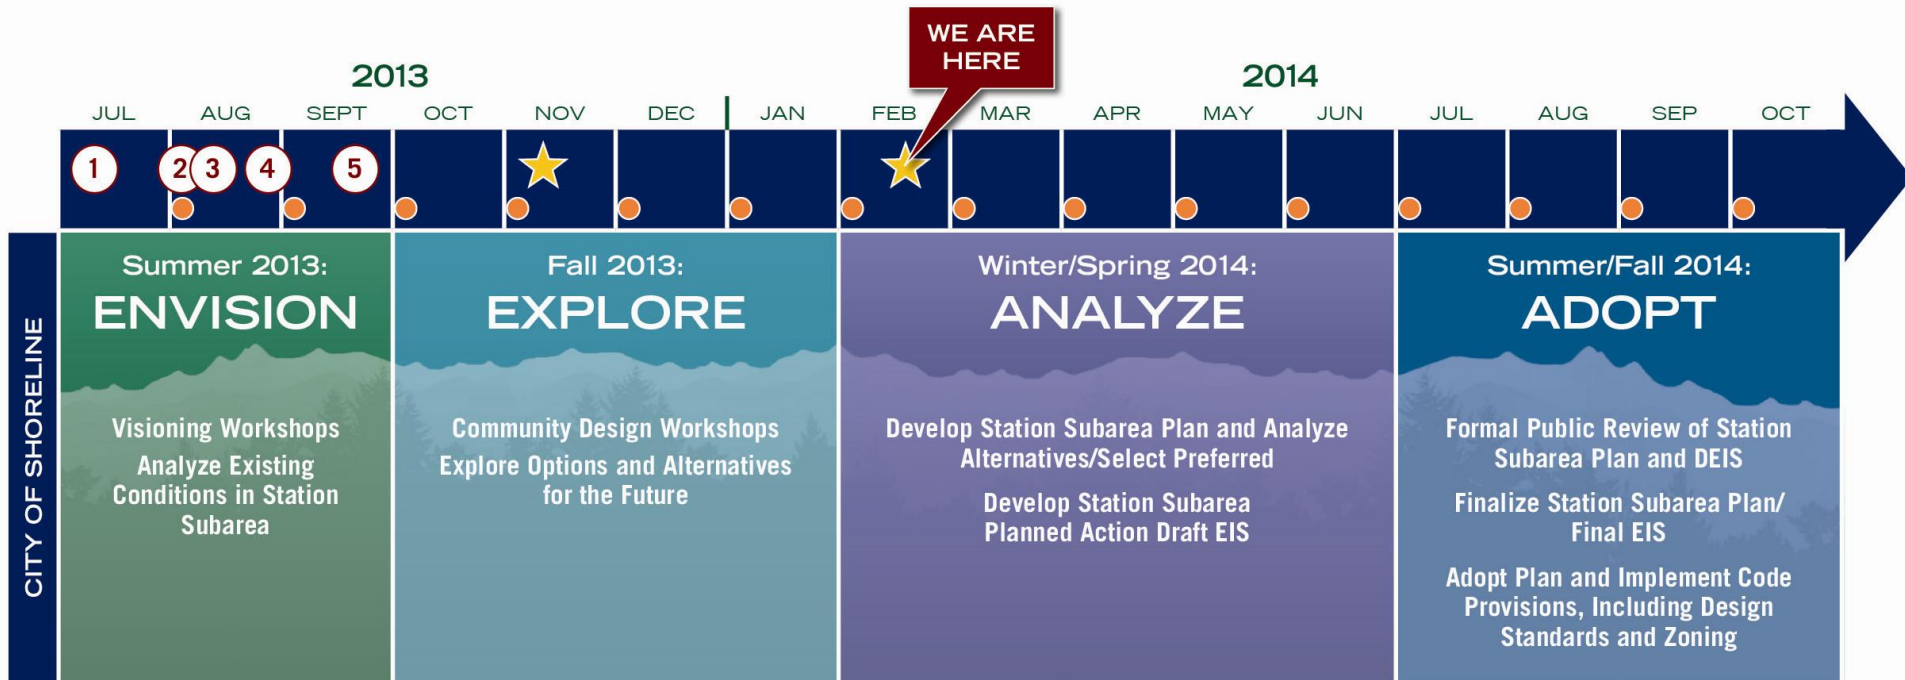 WE ARE
HERE
2013
2014
JUL AUG SEPT OCT NOV DEC JAN FEB MAR APR MAY JUN JUL AUG SEP OCT
1 2 3 4 5
CITY OF SHORELINE
Summer 2013:
ENVISION
Visioning Workshops
Analyze Existing
Conditions in Station
Subarea
Fall 2013:
EXPLORE
Community Design Workshops
Explore Options and Alternatives
for the Future
Winter/Spring 2014:
ANALYZE
Develop Station Subarea Plan and Analyze
Alternatives/Select Preferred
Develop Station Subarea
Planned Action Draft EIS
Summer/Fall 2014:
ADOPT
Formal Public Review of Station
Subarea Plan and DEIS
Finalize Station Subarea Plan/
Final EIS
Adopt Plan and Implement Code
Provisions, Including Design
Standards and Zoning